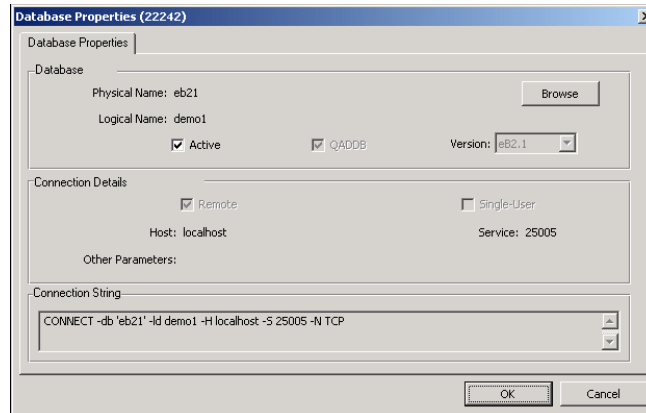 Database Properties (22242)
Database Properties
Database
Physical Name: eb21
Browse
Logical Name: demo1
Active
QADDB
Version: eB2.1
Connection Details
Remote
Single-User
Host: localhost
Service: 25005
Other Parameters:
Connection String
CONNECT -db 'eb21' -ld demo1 -H localhost -S 25005 -N TCP
OK
Cancel